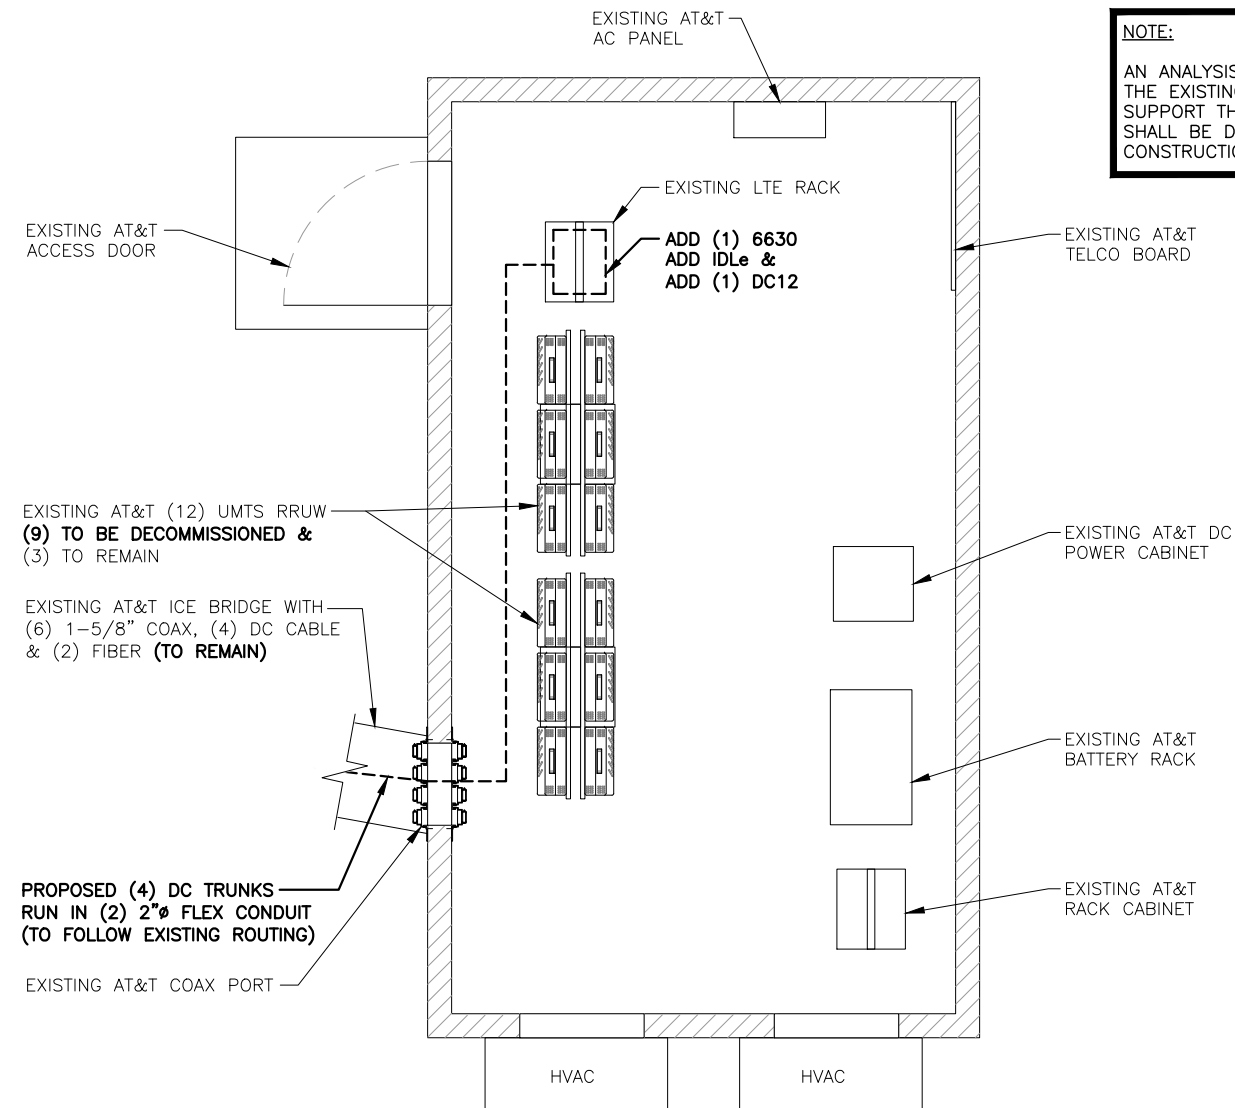 EXISTING AT&T
AC PANEL
NOTE:
AN ANALYSIS
THE EXISTING
SUPPORT
SHALL BE
EXISTING LTE RACK
ADD (1) 6630
ADD IDLe &
ADD (1) DC12
EXISTING AT&T
ACCESS DOOR
EXISTING AT&T
TELCO BOARD
EXISTING AT&T (12) UMTS RRUW
(9) TO BE DECOMMISSIONED &
(3) TO REMAIN
EXISTING AT&T DC
POWER CABINET
EXISTING AT&T ICE BRIDGE WITH
(6) 1-5/8" COAX, (4) DC CABLE
& (2) FIBER (TO REMAIN)
EXISTING AT&T
BATTERY RACK
PROPOSED (4) DC TRUNKS
RUN IN (2) 2"ø FLEX CONDUIT
(TO FOLLOW EXISTING ROUTING)
EXISTING AT&T
RACK CABINET
EXISTING AT&T COAX PORT
HVAC
HVAC